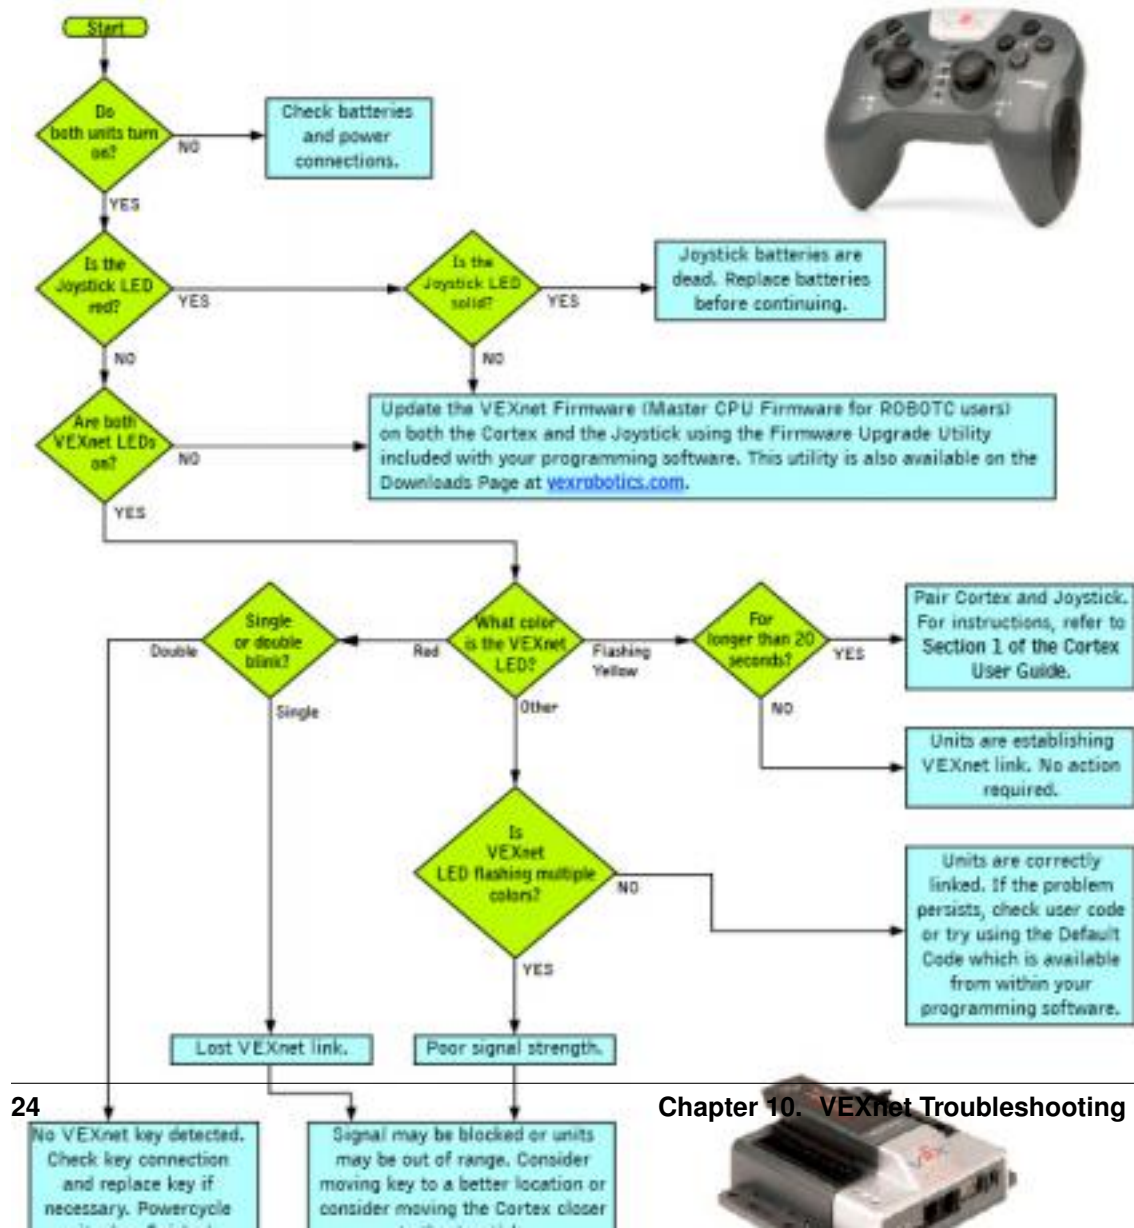 Start
Do
both units turn
on?
NO
Check batteries
and power
connections.
YES
Is the
Joystick LED
red?
YES
Is the
Joystick LED
solid?
YES
Joystick batteries are
dead. Replace batteries
before continuing.
NO
NO
Are both
VEXnet LEDs
on?
NO
Update the VEXnet Firmware (Master CPU Firmware for ROBOTC users)
on both the Cortex and the Joystick using the Firmware Upgrade Utility
included with your programming software. This utility is also available on the
Downloads Page at vexrobotics.com.
YES
Single
or double
blink?
Double
Single
What color
is the VEXnet
LED?
Red
Flashing
Yellow
Other
For
longer than 20
seconds?
YES
NO
Pair Cortex and Joystick.
For instructions, refer to
Section 1 of the Cortex
User Guide.
Units are establishing
VEXnet link. No action
required.
Is
VEXnet
LED flashing multiple
colors?
NO
YES
Units are correctly
linked. If the problem
persists, check user code
or try using the Default
Code which is available
from within your
programming software.
Lost VEXnet link.
Poor signal strength.
24
Chapter 10. VEXnet Troubleshooting
No VEXnet key detected.
Check key connection
and replace key if
necessary. Powercycle
Signal may be blocked or units
may be out of range. Consider
moving key to a better location or
consider moving the Cortex closer